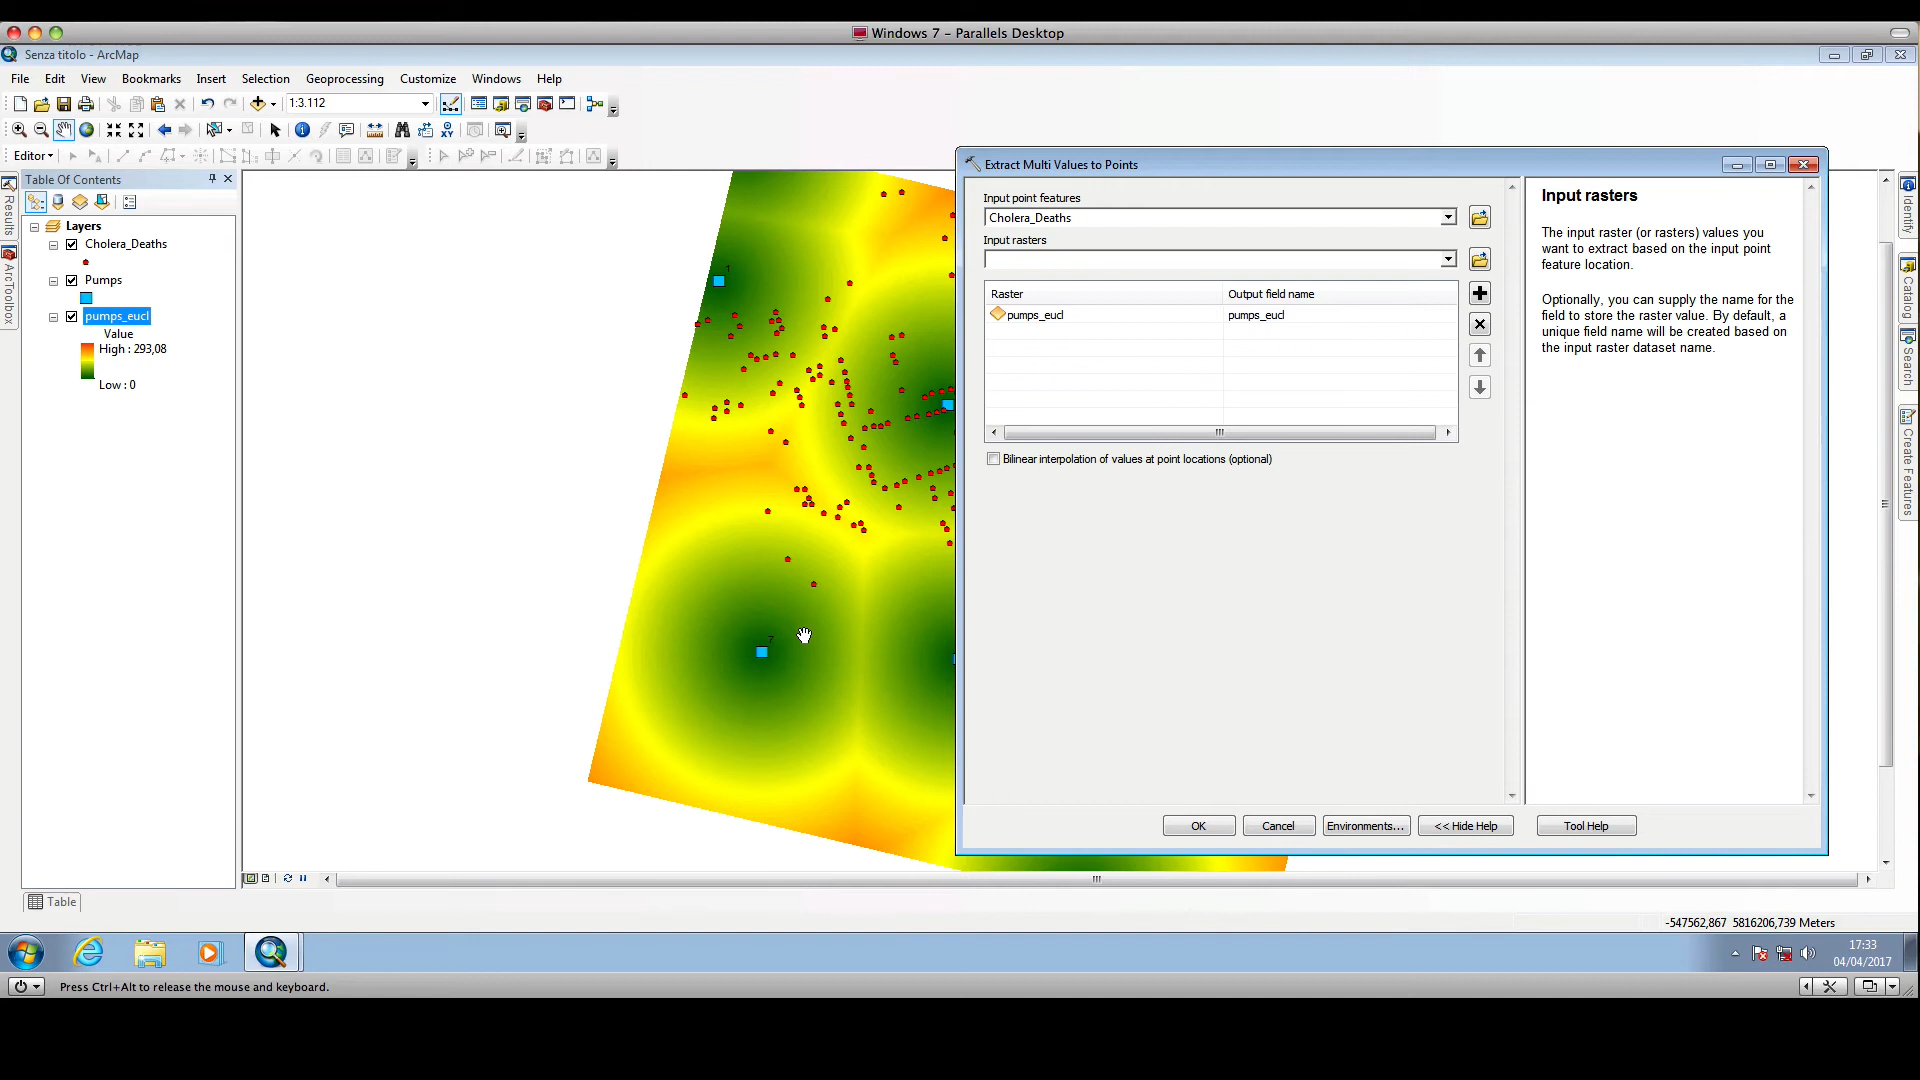 Windows 7 - Parallels Desktop
Senza titolo - ArcMap
File Edit View Bookmarks Insert Selection Geoprocessing Customize Windows Help
1:3.112
Editor
Table Of Contents
Layers
Cholera_Deaths
Pumps
pumps_eucl
Value
High : 293,08
Low : 0
Results
ArcToolbox
1
7
Extract Multi Values to Points
Input point features
Cholera_Deaths
Input rasters
Raster Output field name
pumps_eucl pumps_eucl
Bilinear interpolation of values at point locations (optional)
OK Cancel Environments... << Hide Help Tool Help
Input rasters
The input raster (or rasters) values you
want to extract based on the input point
feature location.
Optionally, you can supply the name for the
field to store the raster value. By default, a
unique field name will be created based on
the input raster dataset name.
Identify
Catalog
Search
Create Features
Table
-547562,867 5816206,739 Meters
17:33
04/04/2017
Press Ctrl+Alt to release the mouse and keyboard.